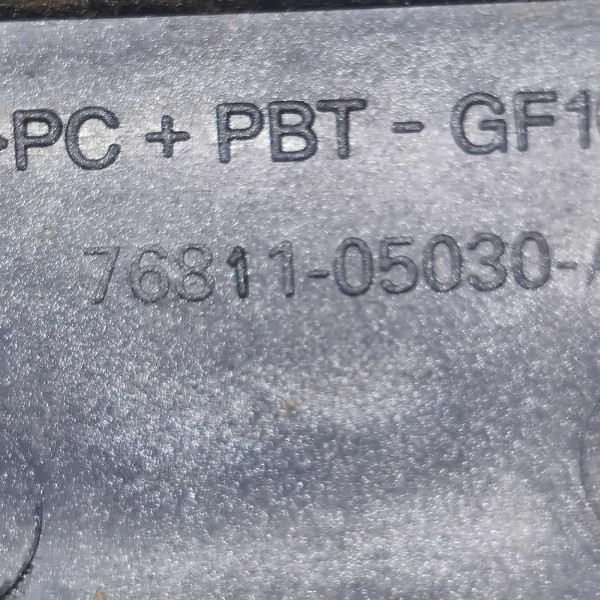 >PC + PBT - GF1
76811-05030-A